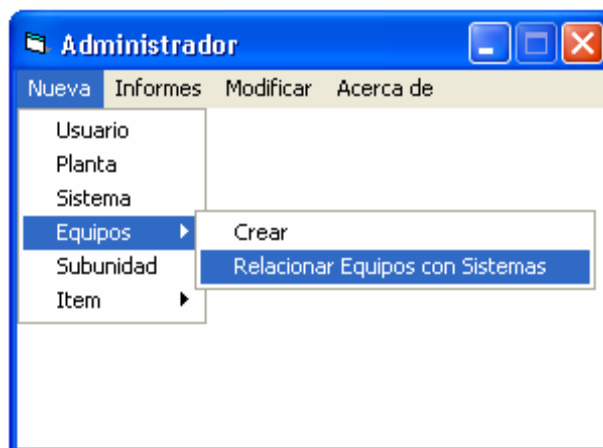 Administrador
Nueva Informes Modificar Acerca de
Usuario
Planta
Sistema
Equipos
Crear
Relacionar Equipos con Sistemas
Subunidad
Item